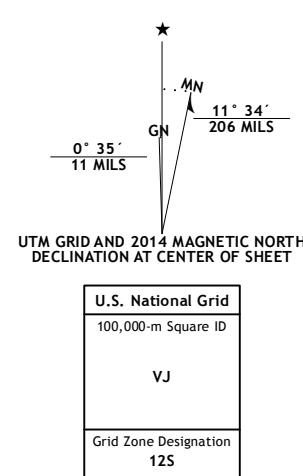 ★
MN
GN
11° 34´
206 MILS
0° 35´
11 MILS
UTM GRID AND 2014 MAGNETIC NORTH
DECLINATION AT CENTER OF SHEET
U.S. National Grid
100,000-m Square ID
VJ
Grid Zone Designation
12S